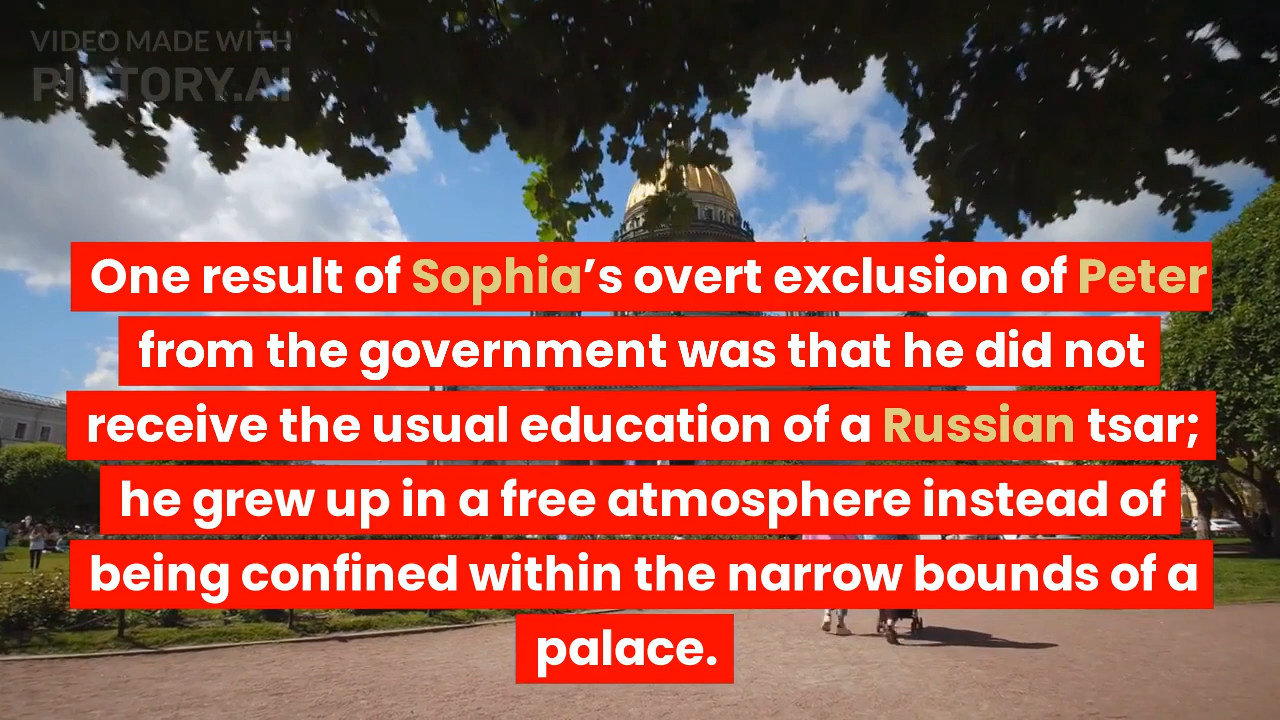 VIDEO MADE WITH
PICTORY.AI
One result of Sophia’s overt exclusion of Peter
from the government was that he did not
receive the usual education of a Russian tsar;
he grew up in a free atmosphere instead of
being confined within the narrow bounds of a
palace.